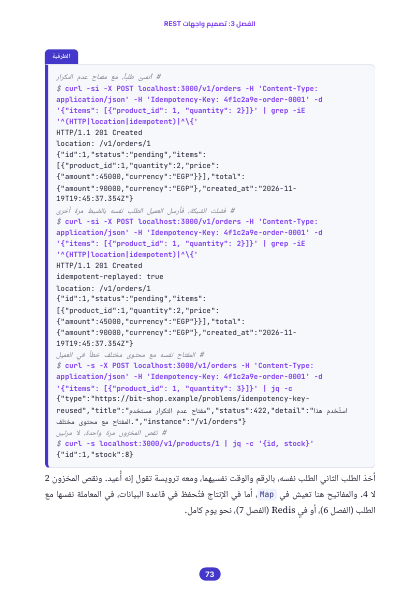 الفصل 3: تصميم واجهات REST
الطرفية
# أنشئ طلبًا، مع مفتاح عدم التكرار
$ curl -si -X POST localhost:3000/v1/orders -H 'Content-Type:
application/json' -H 'Idempotency-Key: 4f1c2a9e-order-0001' -d
'{"items": [{"product_id": 1, "quantity": 2}]}' | grep -iE
'^(HTTP|location|idempotent)|^\{'
HTTP/1.1 201 Created
location: /v1/orders/1
{"id":1,"status":"pending","items":
[{"product_id":1,"quantity":2,"price":
{"amount":45000,"currency":"EGP"}}],"total":
{"amount":90000,"currency":"EGP"},"created_at":"2026-11-
19T19:45:37.354Z"}
# فشلت الشبكة، فأرسل العميل الطلب نفسه بالضبط مرة أخرى
$ curl -si -X POST localhost:3000/v1/orders -H 'Content-Type:
application/json' -H 'Idempotency-Key: 4f1c2a9e-order-0001' -d
'{"items": [{"product_id": 1, "quantity": 2}]}' | grep -iE
'^(HTTP|location|idempotent)|^\{'
HTTP/1.1 201 Created
idempotent-replayed: true
location: /v1/orders/1
{"id":1,"status":"pending","items":
[{"product_id":1,"quantity":2,"price":
{"amount":45000,"currency":"EGP"}}],"total":
{"amount":90000,"currency":"EGP"},"created_at":"2026-11-
19T19:45:37.354Z"}
# المفتاح نفسه مع محتوى مختلف خطأ في العميل
$ curl -s -X POST localhost:3000/v1/orders -H 'Content-Type:
application/json' -H 'Idempotency-Key: 4f1c2a9e-order-0001' -d
'{"items": [{"product_id": 1, "quantity": 3}]}' | jq -c
{"type":"https://bit-shop.example/problems/idempotency-key-
reused","title":"مفتاح عدم التكرار مستخدم","status":422,"detail":"استُخدم هذا
المفتاح مع محتوى مختلف.","instance":"/v1/orders"}
# نقص المخزون مرة واحدة، لا مرتين
$ curl -s localhost:3000/v1/products/1 | jq -c '{id, stock}'
{"id":1,"stock":8}
أخذ الطلب الثاني الطلب نفسه، بالرقم والوقت نفسيهما، ومعه ترويسة تقول إنه أُعيد. ونقص المخزون 2
لا 4. والمفاتيح هنا تعيش في Map، أما في الإنتاج فتُحفظ في قاعدة البيانات، في المعاملة نفسها مع
الطلب (الفصل 6)، أو في Redis (الفصل 7)، نحو يوم كامل.
73